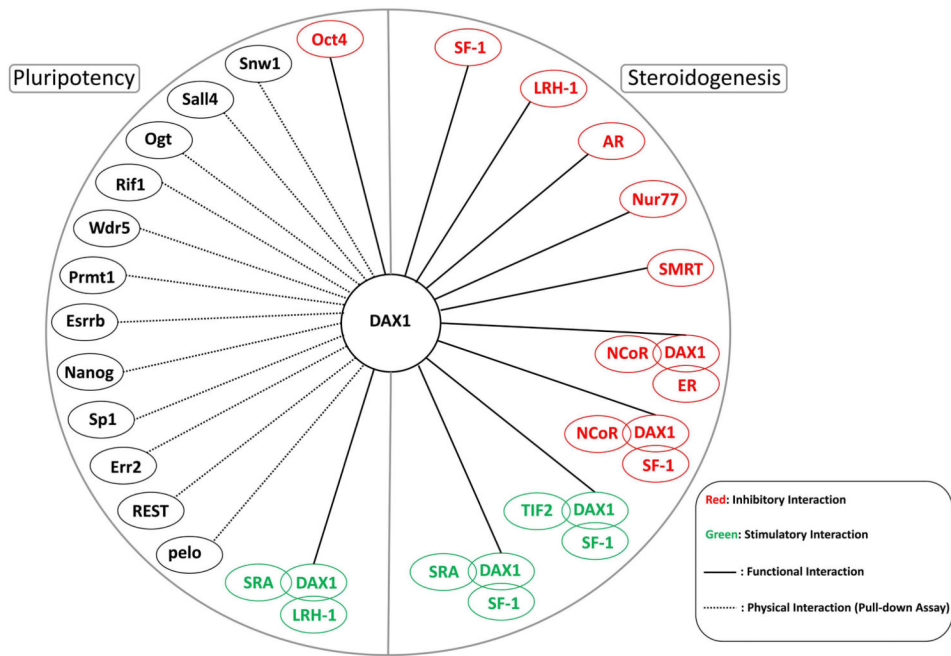 Pluripotency
Steroidogenesis
Oct4
Snw1
Sall4
Ogt
Rif1
Wdr5
Prmt1
Esrrb
Nanog
Sp1
Err2
REST
pelo
SRA DAX1
LRH-1
DAX1
SF-1
LRH-1
AR
Nur77
SMRT
NCoR DAX1
ER
NCoR DAX1
SF-1
TIF2 DAX1
SF-1
SRA DAX1
SF-1
Red: Inhibitory Interaction
Green: Stimulatory Interaction
: Functional Interaction
: Physical Interaction (Pull-down Assay)